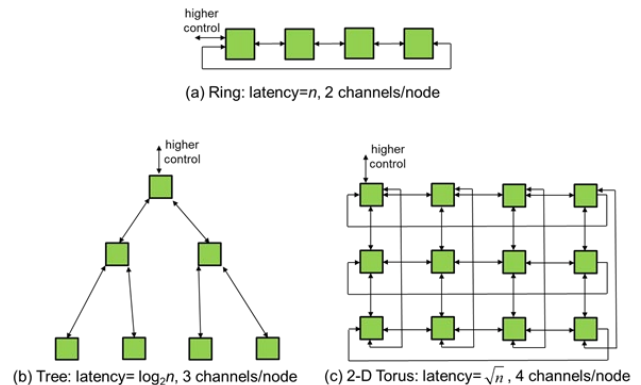 higher
control
(a) Ring: latency=n, 2 channels/node
higher
control
higher
control
(b) Tree: latency= log₂n, 3 channels/node
(c) 2-D Torus: latency=√n , 4 channels/node